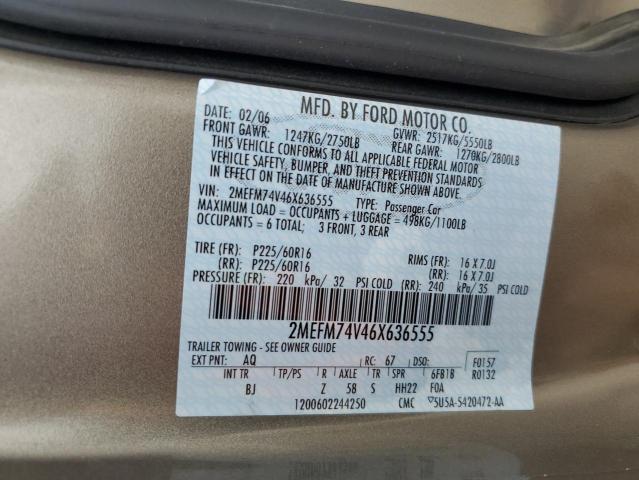 MFD. BY FORD MOTOR CO.
DATE: 02/06 GVWR: 2517KG/5550LB
FRONT GAWR: 1247KG/2750LB REAR GAWR: 1270KG/2800LB
THIS VEHICLE CONFORMS TO ALL APPLICABLE FEDERAL MOTOR
VEHICLE SAFETY, BUMPER, AND THEFT PREVENTION STANDARDS
IN EFFECT ON THE DATE OF MANUFACTURE SHOWN ABOVE.
VIN: 2MEFM74V46X636555 TYPE: Passenger Car
MAXIMUM LOAD = OCCUPANTS + LUGGAGE = 498KG/1100LB
OCCUPANTS = 6 TOTAL; 3 FRONT, 3 REAR
TIRE (FR): P225/60R16 RIMS (FR): 16 X 7.0J
(RR): P225/60R16 (RR): 16 X 7.0J
PRESSURE (FR): 220 kPa/ 32 PSI COLD (RR): 240 kPa/ 35 PSI COLD
2MEFM74V46X636555
TRAILER TOWING - SEE OWNER GUIDE
EXT PNT: AQ RC: 67 DSO: F0157
INT TR TP/PS R AXLE TR SPR 6FB1B R0132
BJ Z 58 S HH22 F0A
1200602244250 CMC 5U5A-5420472-AA